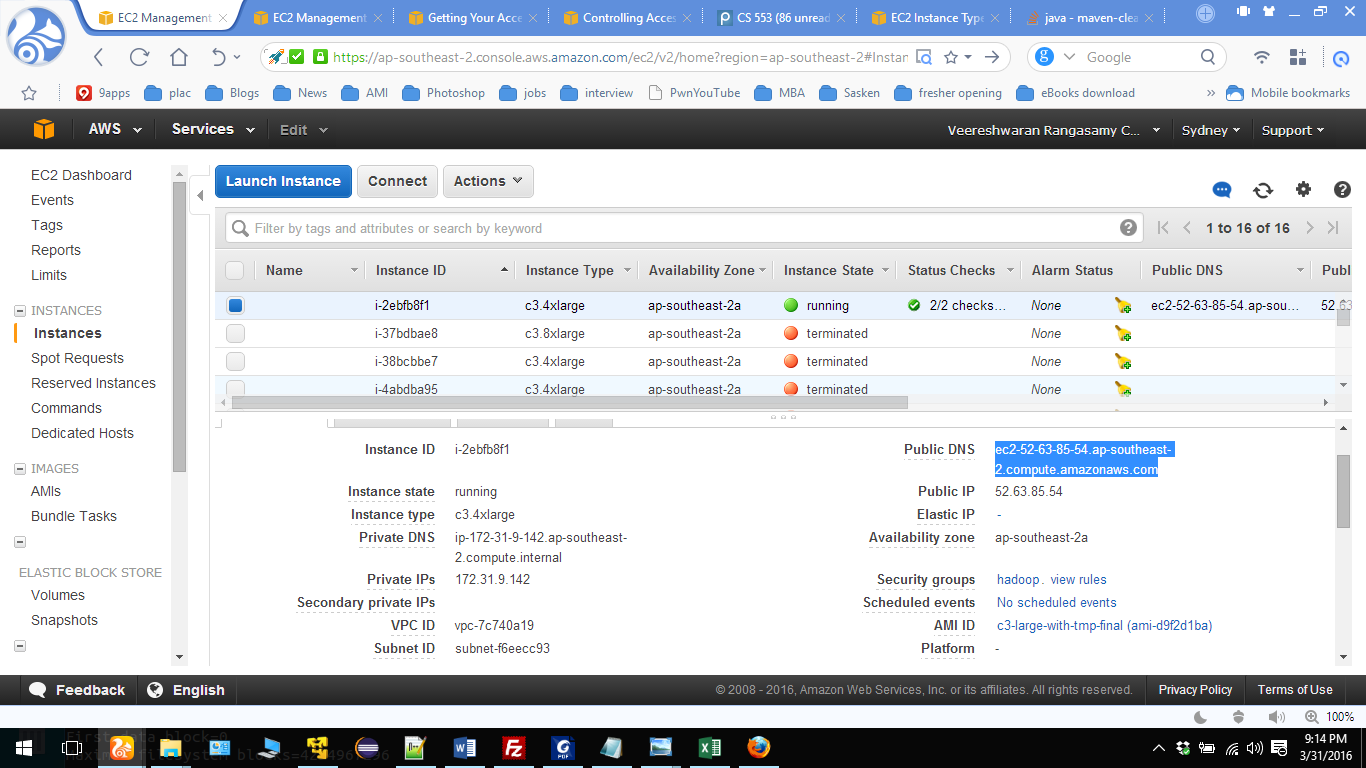 EC2 Management
EC2 Management
Getting Your Acce
Controlling Acces
CS 553 (86 unread
EC2 Instance Type
java - maven-clea
https://ap-southeast-2.console.aws.amazon.com/ec2/v2/home?region=ap-southeast-2#Instan
Google
9apps plac Blogs News AMI Photoshop jobs interview PwnYouTube MBA Sasken fresher opening eBooks download » Mobile bookmarks
AWS Services Edit Veereshwaran Rangasamy C... Sydney Support
EC2 Dashboard
Events
Tags
Reports
Limits
INSTANCES
Instances
Spot Requests
Reserved Instances
Commands
Dedicated Hosts
IMAGES
AMIs
Bundle Tasks
ELASTIC BLOCK STORE
Volumes
Snapshots
Launch Instance Connect Actions
Filter by tags and attributes or search by keyword
1 to 16 of 16
Name Instance ID Instance Type Availability Zone Instance State Status Checks Alarm Status Public DNS Publ
i-2ebfb8f1 c3.4xlarge ap-southeast-2a running 2/2 checks... None ec2-52-63-85-54.ap-sou... 52.63
i-37bdbae8 c3.8xlarge ap-southeast-2a terminated None
i-38bcbbe7 c3.4xlarge ap-southeast-2a terminated None
i-4abdba95 c3.4xlarge ap-southeast-2a terminated None
Instance ID i-2ebfb8f1
Public DNS ec2-52-63-85-54.ap-southeast-
2.compute.amazonaws.com
Instance state running
Public IP 52.63.85.54
Instance type c3.4xlarge
Elastic IP -
Private DNS ip-172-31-9-142.ap-southeast-
2.compute.internal
Availability zone ap-southeast-2a
Private IPs 172.31.9.142
Security groups hadoop. view rules
Secondary private IPs
Scheduled events No scheduled events
VPC ID vpc-7c740a19
AMI ID c3-large-with-tmp-final (ami-d9f2d1ba)
Subnet ID subnet-f6eecc93
Platform -
Feedback English © 2008 - 2016, Amazon Web Services, Inc. or its affiliates. All rights reserved. Privacy Policy Terms of Use
100%
9:14 PM
3/31/2016